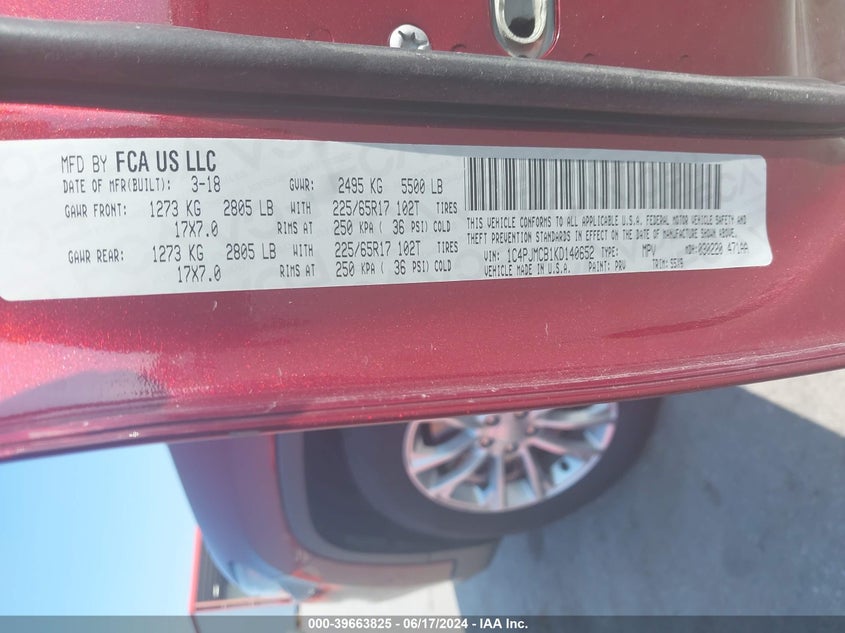 MFD BY FCA US LLC
DATE OF MFR(BUILT): 3-18 GVWR: 2495 KG 5500 LB
GAWR FRONT: 1273 KG 2805 LB WITH 225/65R17 102T TIRES
17X7.0 RIMS AT 250 KPA ( 36 PSI) COLD
GAWR REAR: 1273 KG 2805 LB WITH 225/65R17 102T TIRES
17X7.0 RIMS AT 250 KPA ( 36 PSI) COLD
THIS VEHICLE CONFORMS TO ALL APPLICABLE U.S.A. FEDERAL MOTOR VEHICLE SAFETY AND
THEFT PREVENTION STANDARDS IN EFFECT ON THE DATE OF MANUFACTURE SHOWN ABOVE.
VIN: 1C4PJMCB1KD140652 TYPE: MPV MDH: 030220 471AA
VEHICLE MADE IN U.S.A. PAINT: PRV TRIM: S5X9
000-39663825 - 06/17/2024 - IAA Inc.